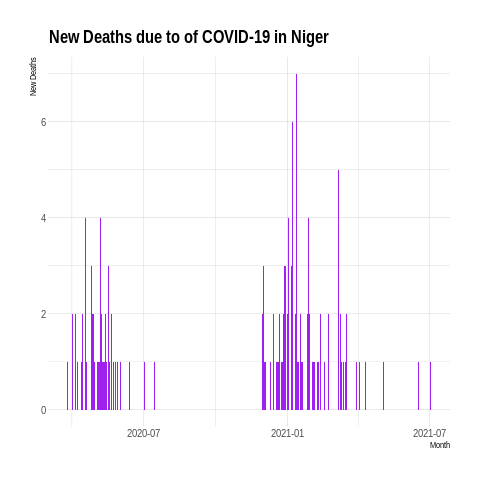 New Deaths due to of COVID-19 in Niger
New Deaths
6
4
2
0
2020-07
2021-01
2021-07
Month